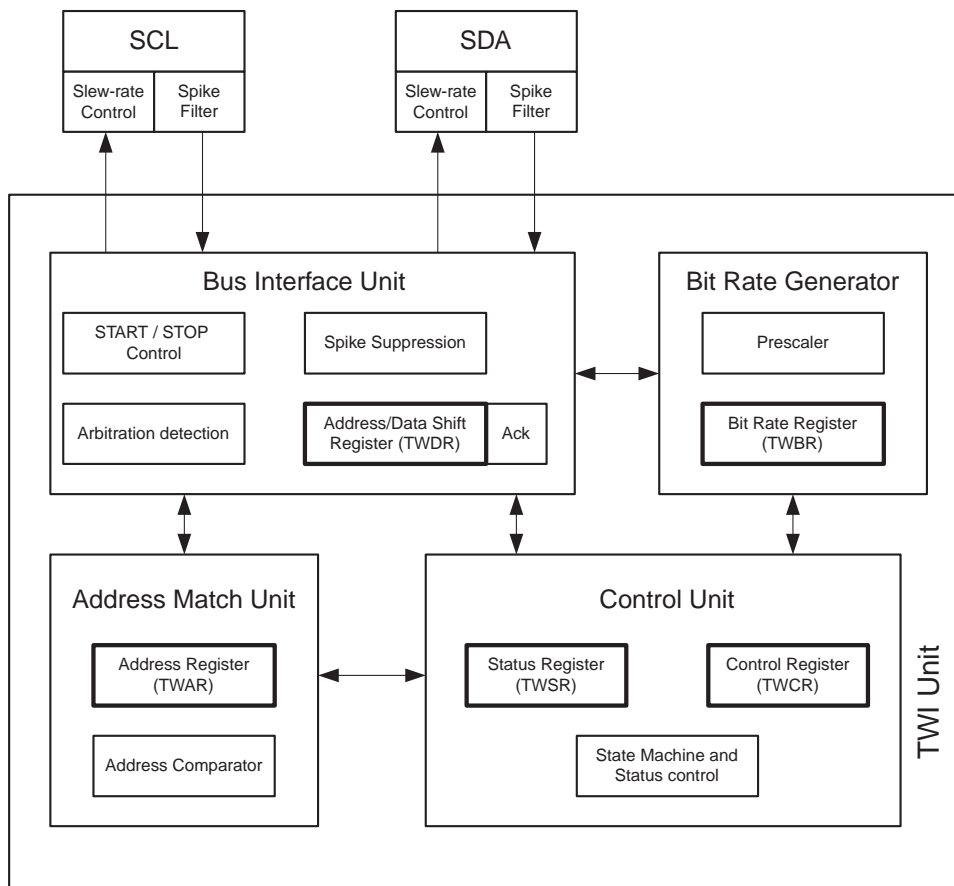 SCL
Slew-rate
Control
Spike
Filter
SDA
Slew-rate
Control
Spike
Filter
Bus Interface Unit
START / STOP
Control
Spike Suppression
Arbitration detection
Address/Data Shift
Register (TWDR)
Ack
Bit Rate Generator
Prescaler
Bit Rate Register
(TWBR)
Address Match Unit
Address Register
(TWAR)
Address Comparator
Control Unit
Status Register
(TWSR)
Control Register
(TWCR)
State Machine and
Status control
TWI Unit